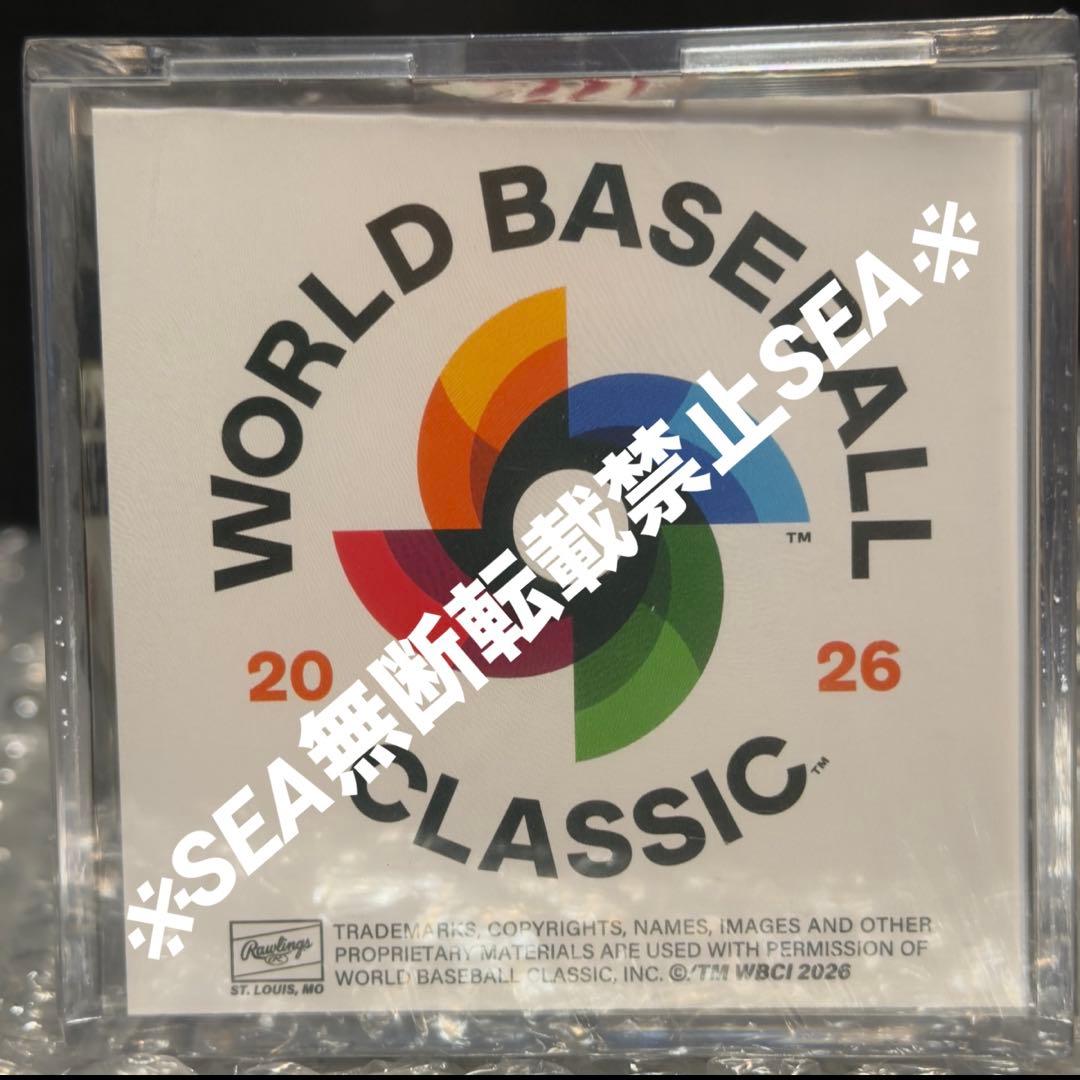 WORLD BASEBALL
TM
20 26
CLASSIC
TM
※SEA無断転載禁止SEA※
Rawlings
R
ST. LOUIS, MO
TRADEMARKS, COPYRIGHTS, NAMES, IMAGES AND OTHER
PROPRIETARY MATERIALS ARE USED WITH PERMISSION OF
WORLD BASEBALL CLASSIC, INC. ©/TM WBCI 2026